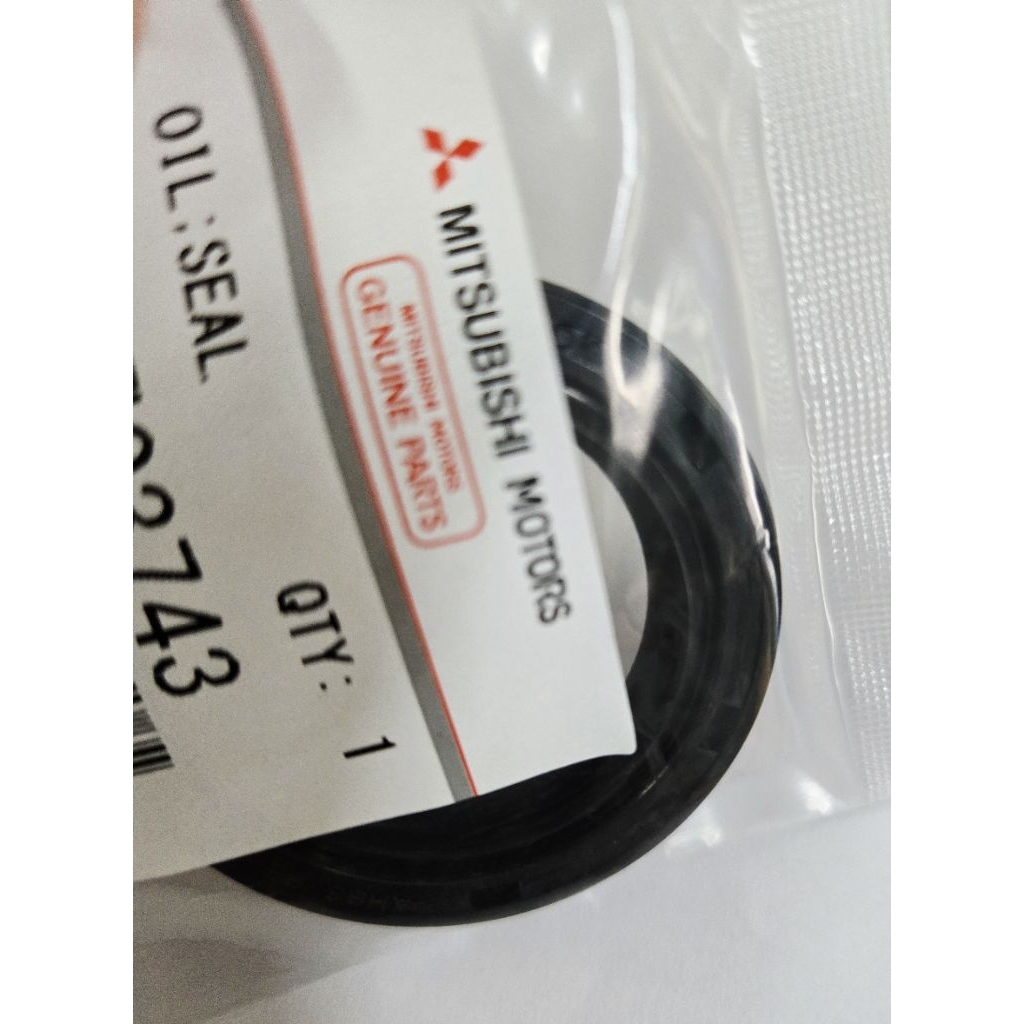 MITSUBISHI MOTORS
MITSUBISHI MOTORS
GENUINE PARTS
OIL;SEAL
QTY: 1